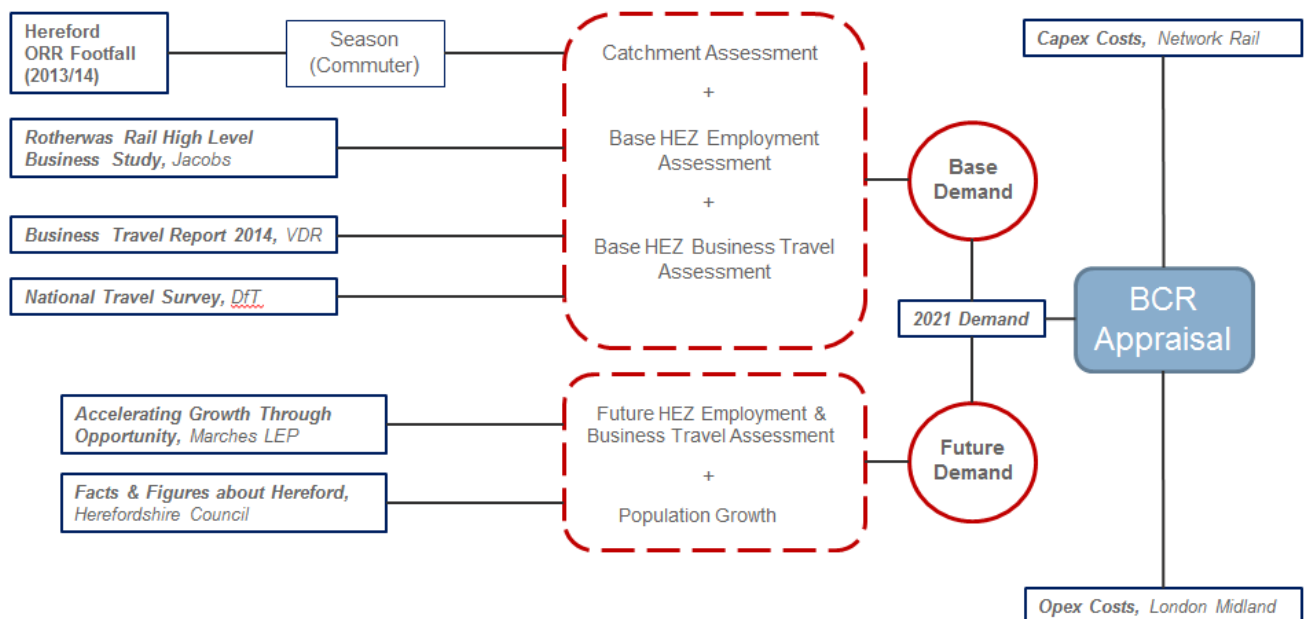 Hereford
ORR Footfall
(2013/14)
Season
(Commuter)
Rotherwas Rail High Level
Business Study, Jacobs
Business Travel Report 2014, VDR
National Travel Survey, DfT
Catchment Assessment
+
Base HEZ Employment
Assessment
+
Base HEZ Business Travel
Assessment
Accelerating Growth Through
Opportunity, Marches LEP
Facts & Figures about Hereford,
Herefordshire Council
Future HEZ Employment &
Business Travel Assessment
+
Population Growth
Base
Demand
2021 Demand
Future
Demand
Capex Costs, Network Rail
BCR
Appraisal
Opex Costs, London Midland